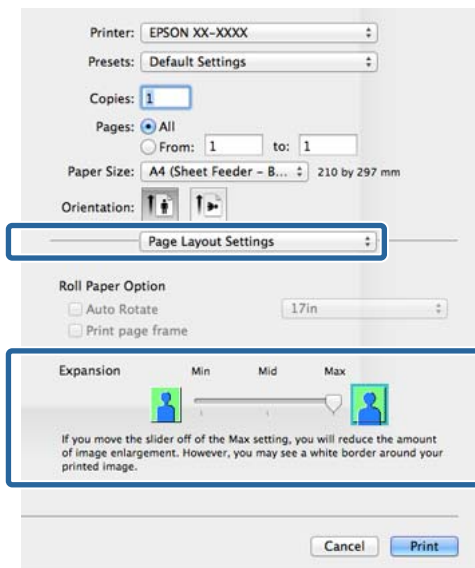 Printer: EPSON XX-XXXX
Presets: Default Settings
Copies: 1
Pages: All
From: 1 to: 1
Paper Size: A4 (Sheet Feeder – B... 210 by 297 mm
Orientation:
Page Layout Settings
Roll Paper Option
Auto Rotate 17in
Print page frame
Expansion Min Mid Max
If you move the slider off of the Max setting, you will reduce the amount
of image enlargement. However, you may see a white border around your
printed image.
Cancel Print